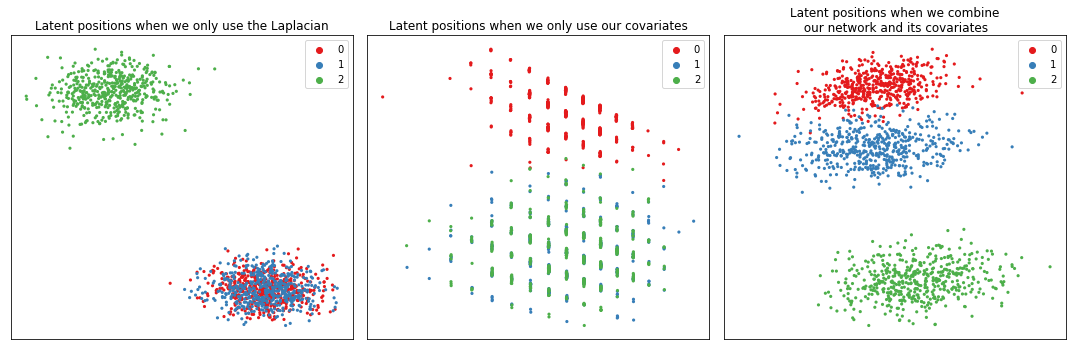 Latent positions when we only use the Laplacian
0
1
2
Latent positions when we only use our covariates
0
1
2
Latent positions when we combine
our network and its covariates
0
1
2